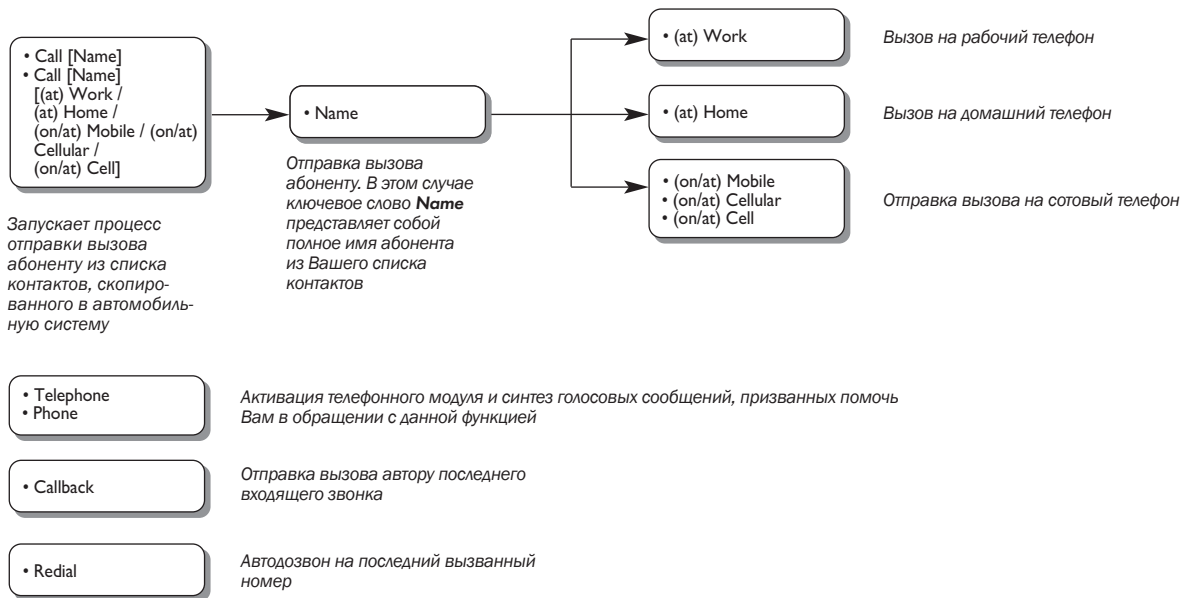 • Call [Name]
• Call [Name]
[(at) Work /
(at) Home /
(on/at) Mobile / (on/at)
Cellular /
(on/at) Cell]
Запускает процесс
отправки вызова
абоненту из списка
контактов, скопиро-
ванного в автомобиль-
ную систему
• Name
Отправка вызова
абоненту. В этом случае
ключевое слово Name
представляет собой
полное имя абонента
из Вашего списка
контактов
• (at) Work
Вызов на рабочий телефон
• (at) Home
Вызов на домашний телефон
• (on/at) Mobile
• (on/at) Cellular
• (on/at) Cell
Отправка вызова на сотовый телефон
• Telephone
• Phone
Активация телефонного модуля и синтез голосовых сообщений, призванных помочь
Вам в обращении с данной функцией
• Callback
Отправка вызова автору последнего
входящего звонка
• Redial
Автодозвон на последний вызванный
номер